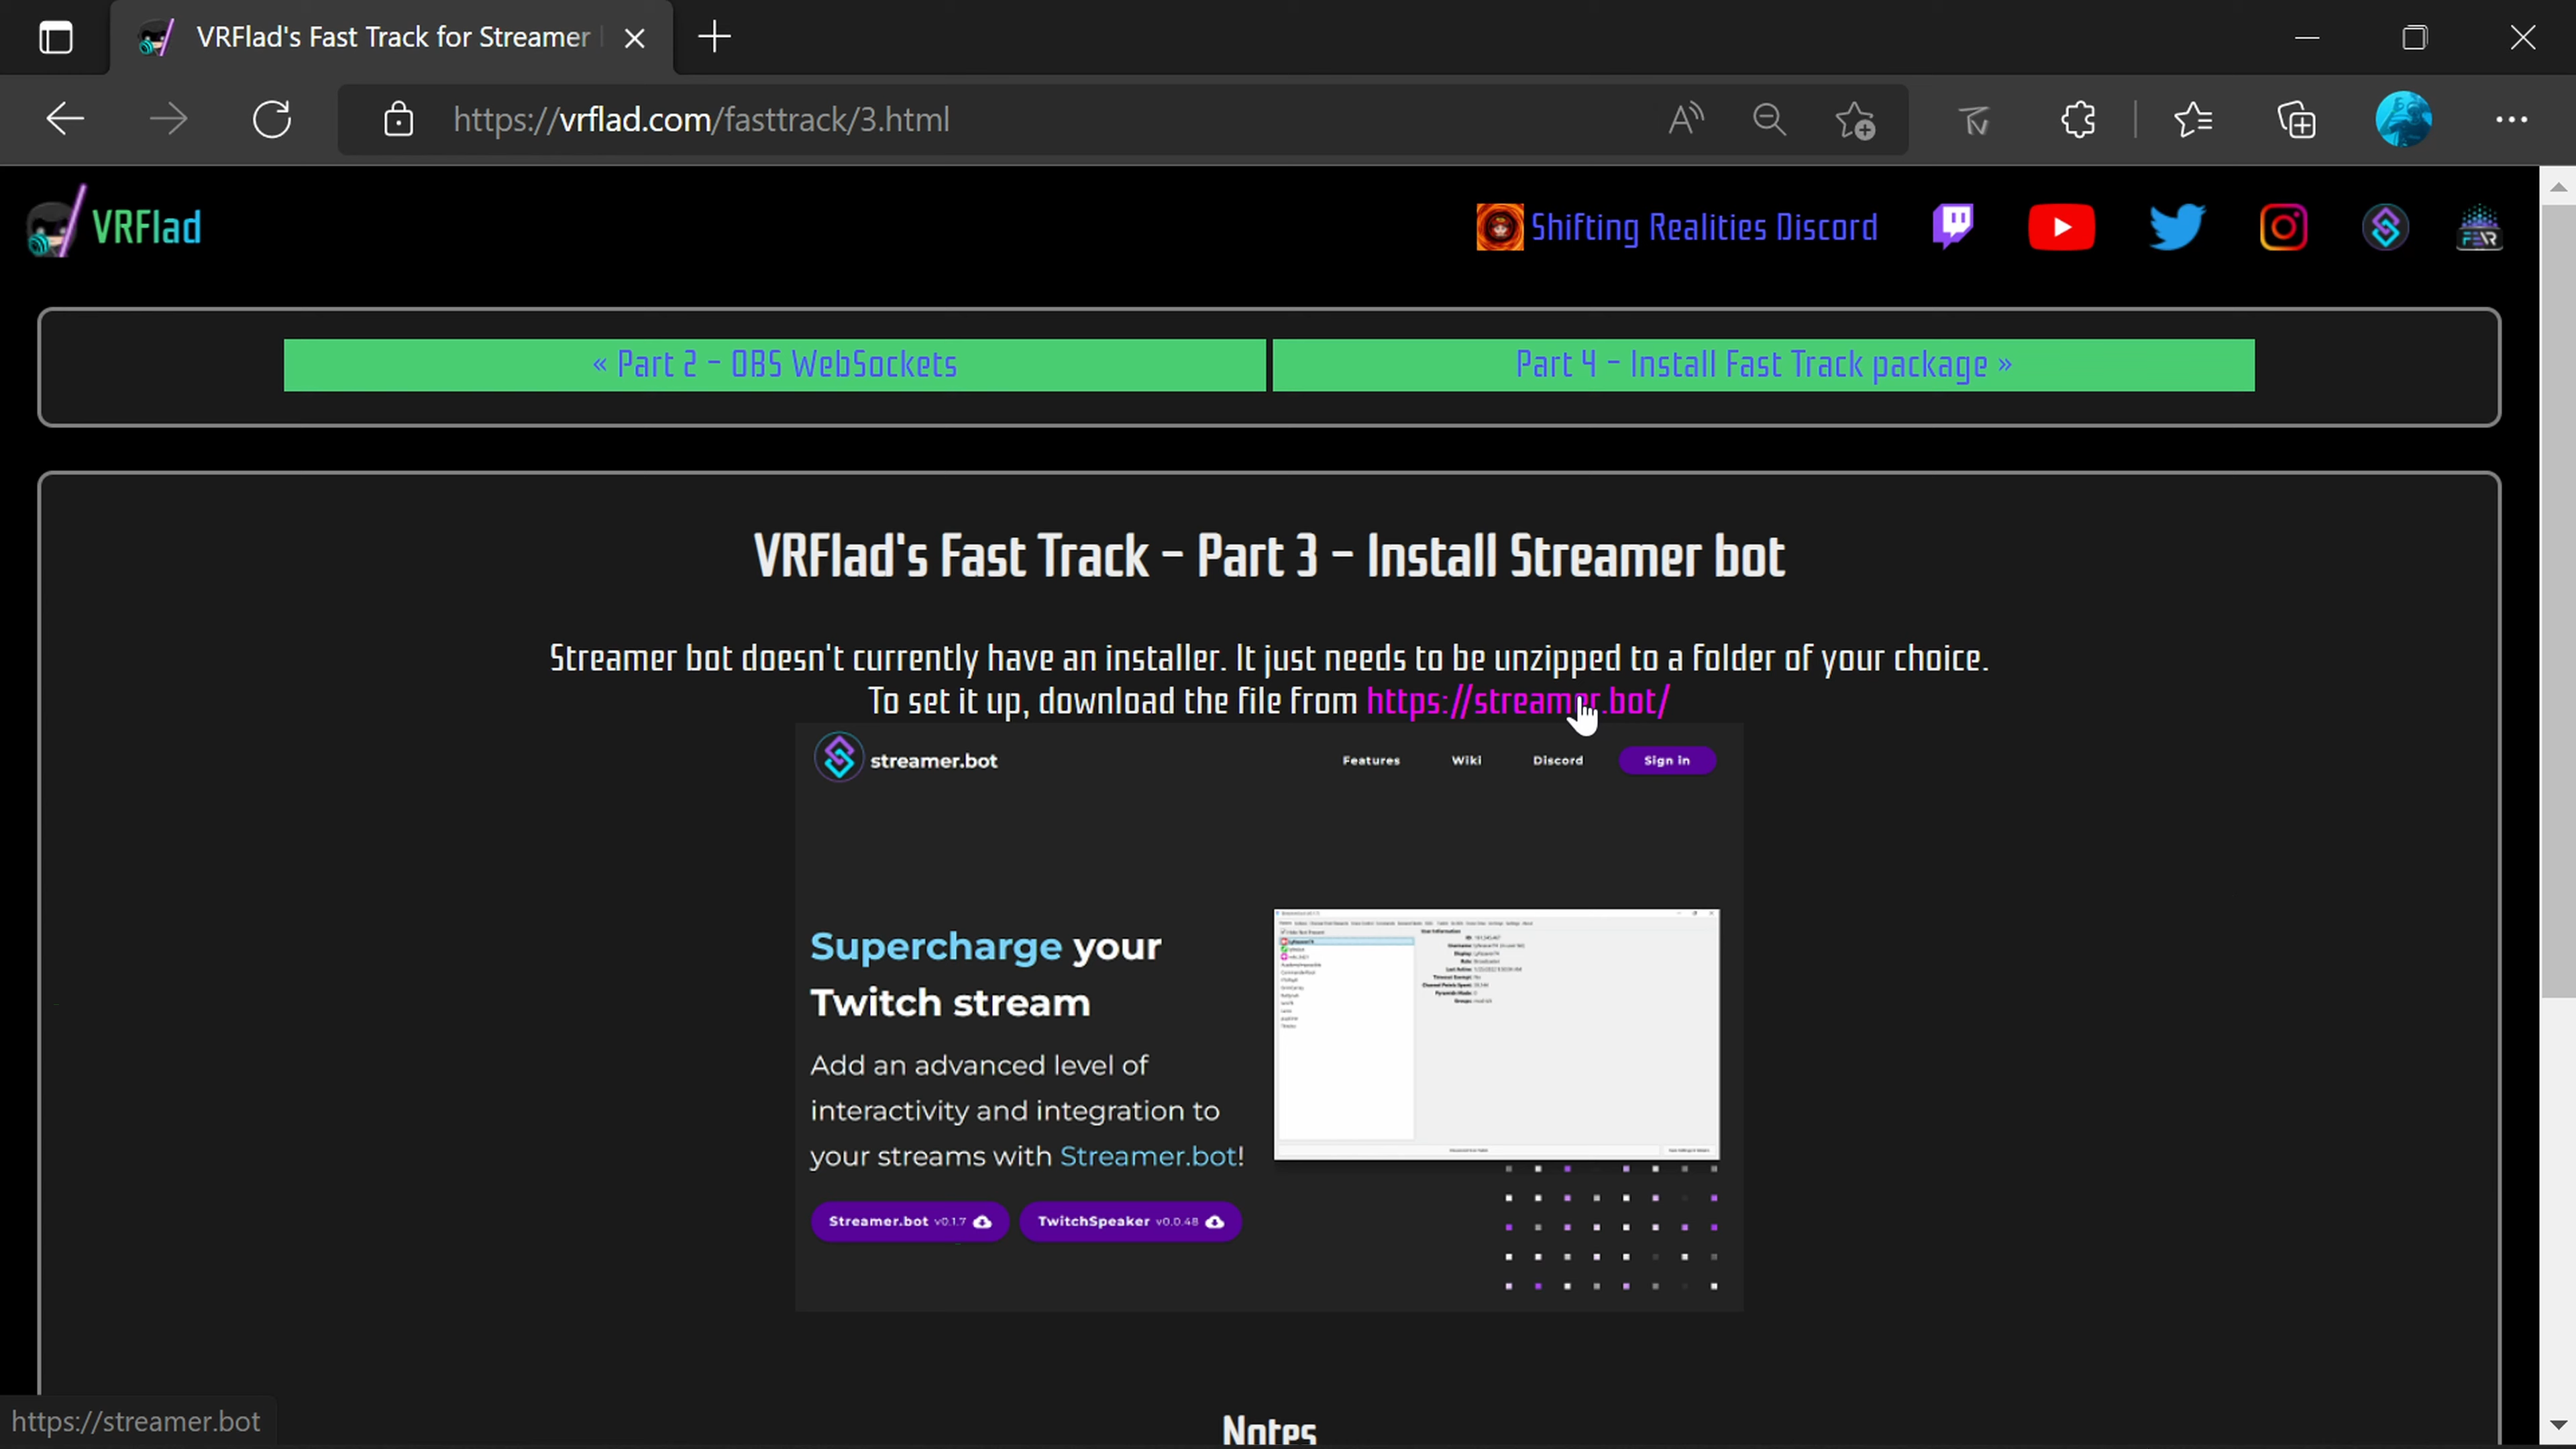 VRFlad's Fast Track for Streamer
https://vrflad.com/fasttrack/3.html
VRFlad
Shifting Realities Discord
FEAR
« Part 2 - OBS WebSockets
Part 4 - Install Fast Track package »
VRFlad's Fast Track - Part 3 - Install Streamer bot
Streamer bot doesn't currently have an installer. It just needs to be unzipped to a folder of your choice.
To set it up, download the file from https://streamer.bot/
streamer.bot
Features
Wiki
Discord
Sign in
Supercharge your
Twitch stream
Add an advanced level of
interactivity and integration to
your streams with Streamer.bot!
Streamer.bot v0.1.7
TwitchSpeaker v0.0.48
Notes
https://streamer.bot